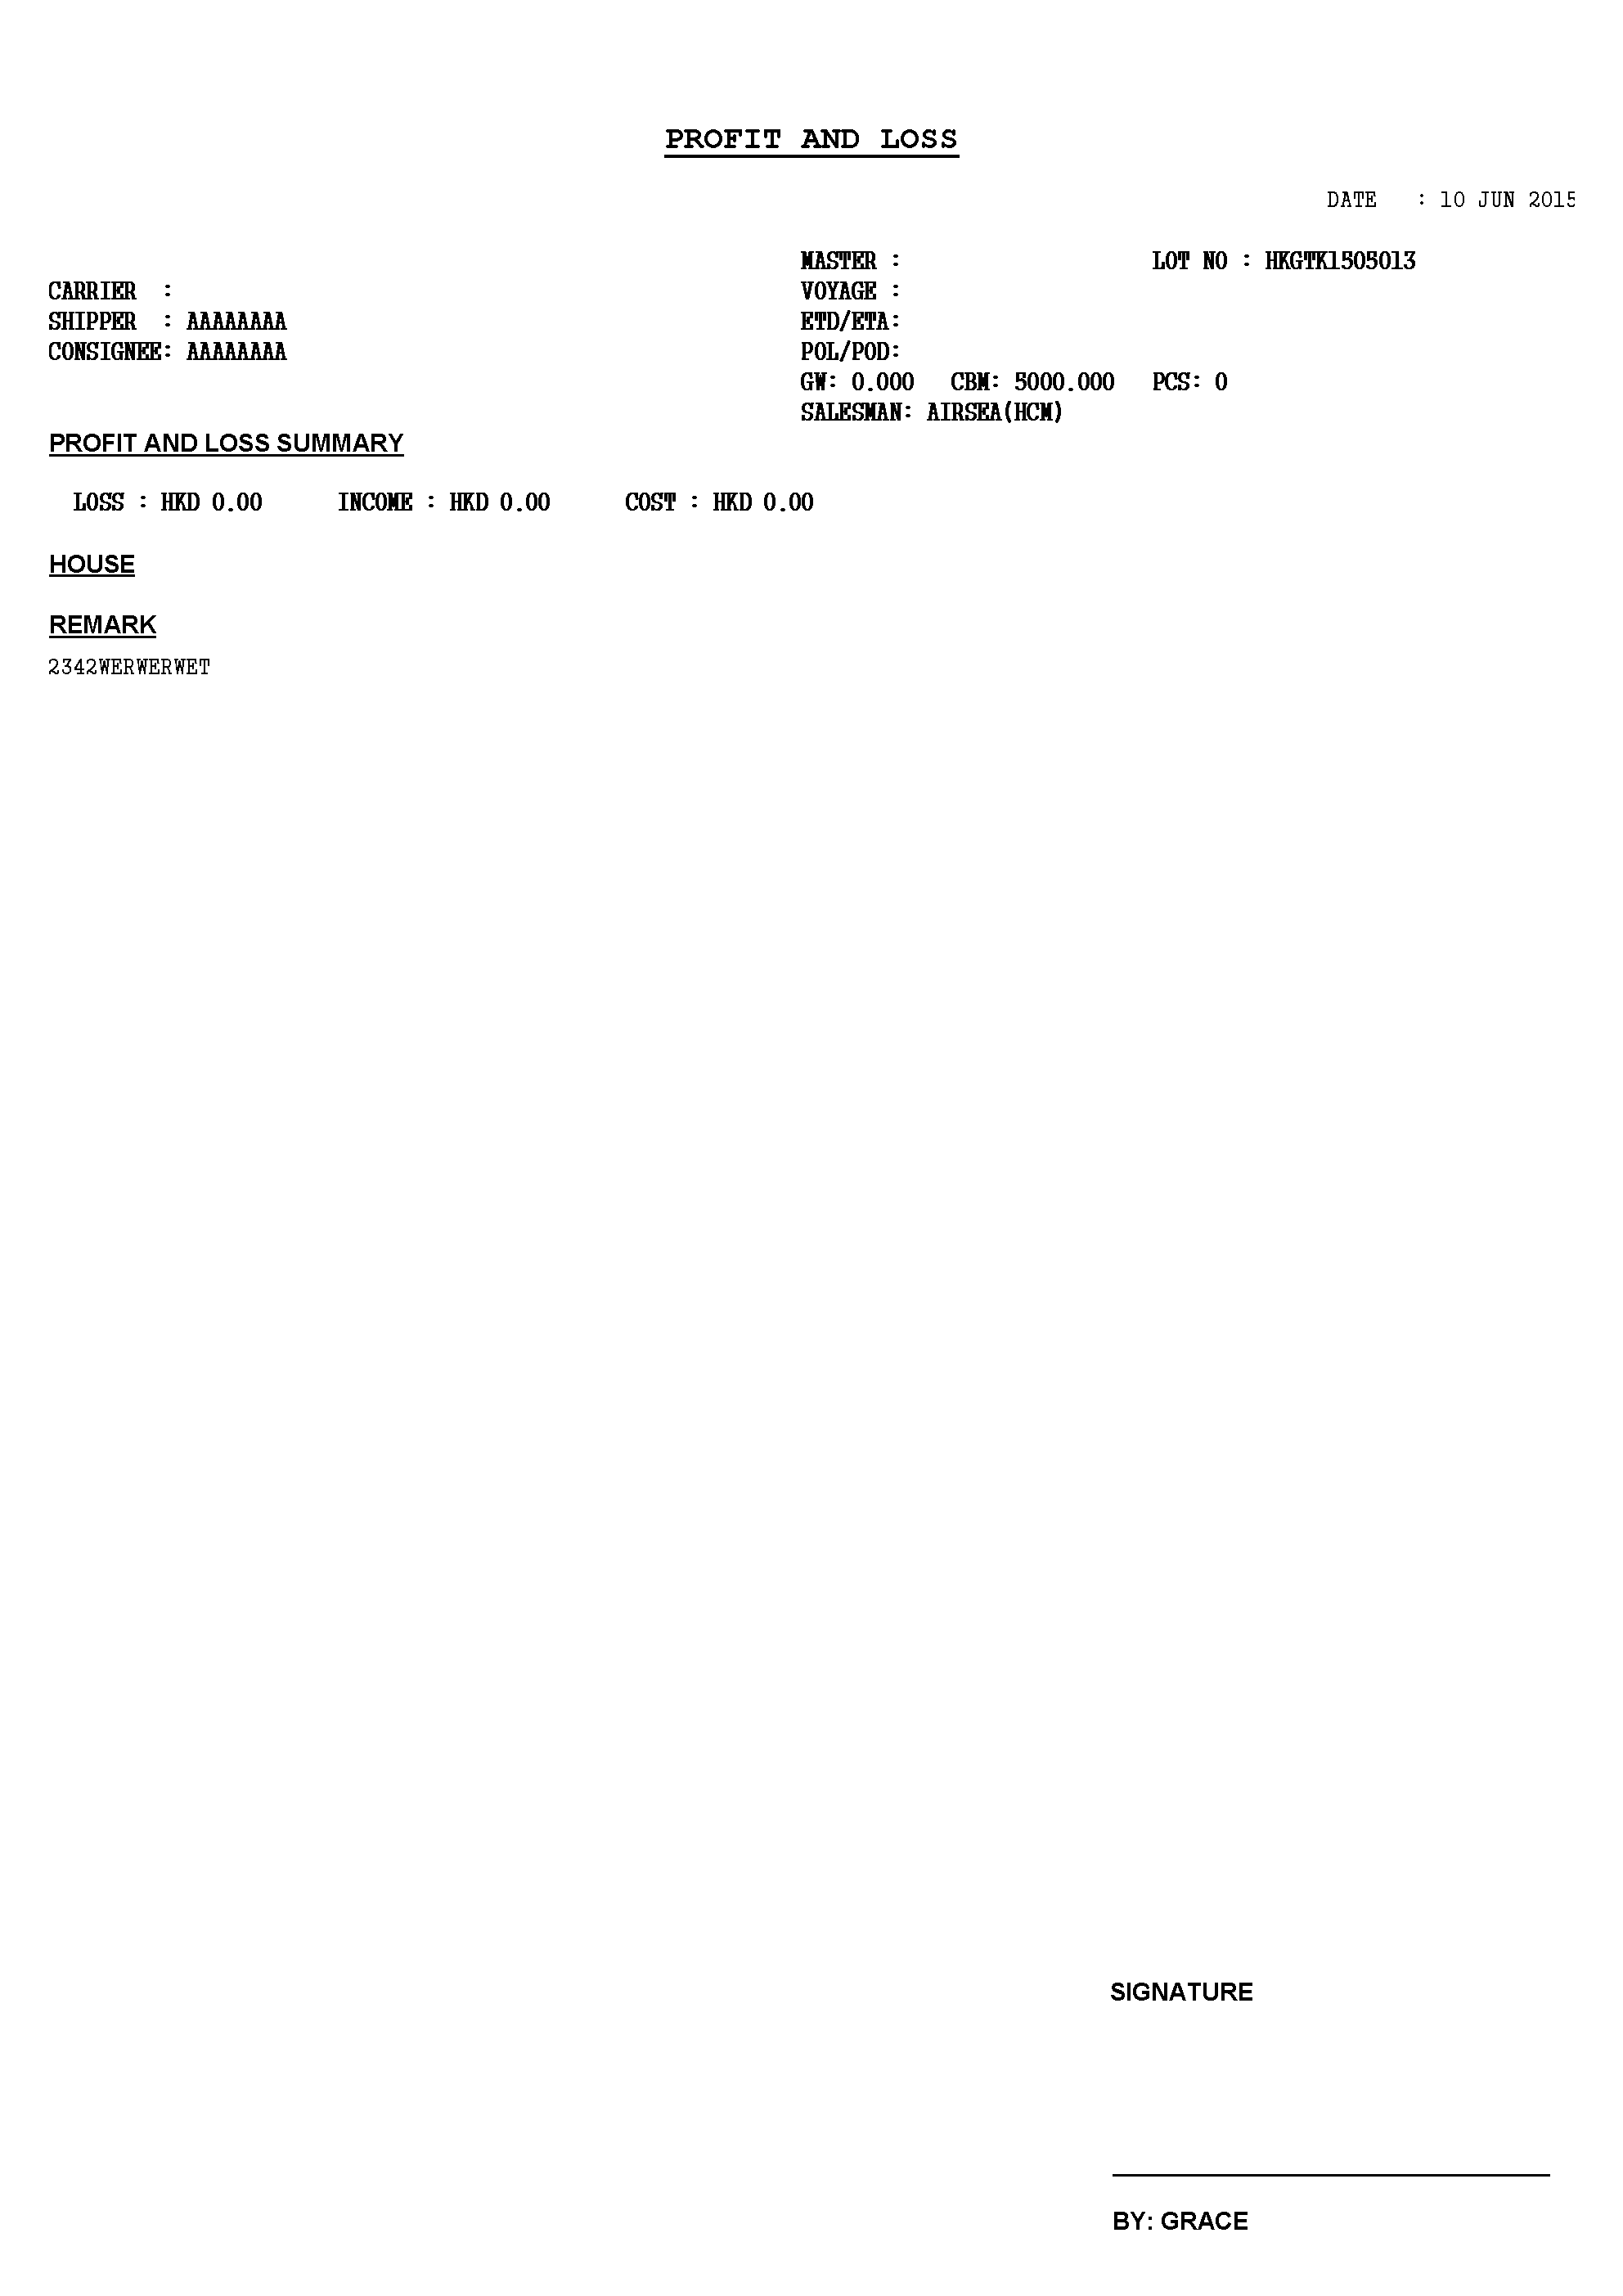 PROFIT AND LOSS
DATE : 10 JUN 2015
MASTER : LOT NO : HKGTK1505013
CARRIER : VOYAGE :
SHIPPER : AAAAAAAA ETD/ETA:
CONSIGNEE: AAAAAAAA POL/POD:
GW: 0.000 CBM: 5000.000 PCS: 0
SALESMAN: AIRSEA(HCM)
PROFIT AND LOSS SUMMARY
LOSS : HKD 0.00 INCOME : HKD 0.00 COST : HKD 0.00
HOUSE
REMARK
2342WERWERWET
SIGNATURE
BY: GRACE